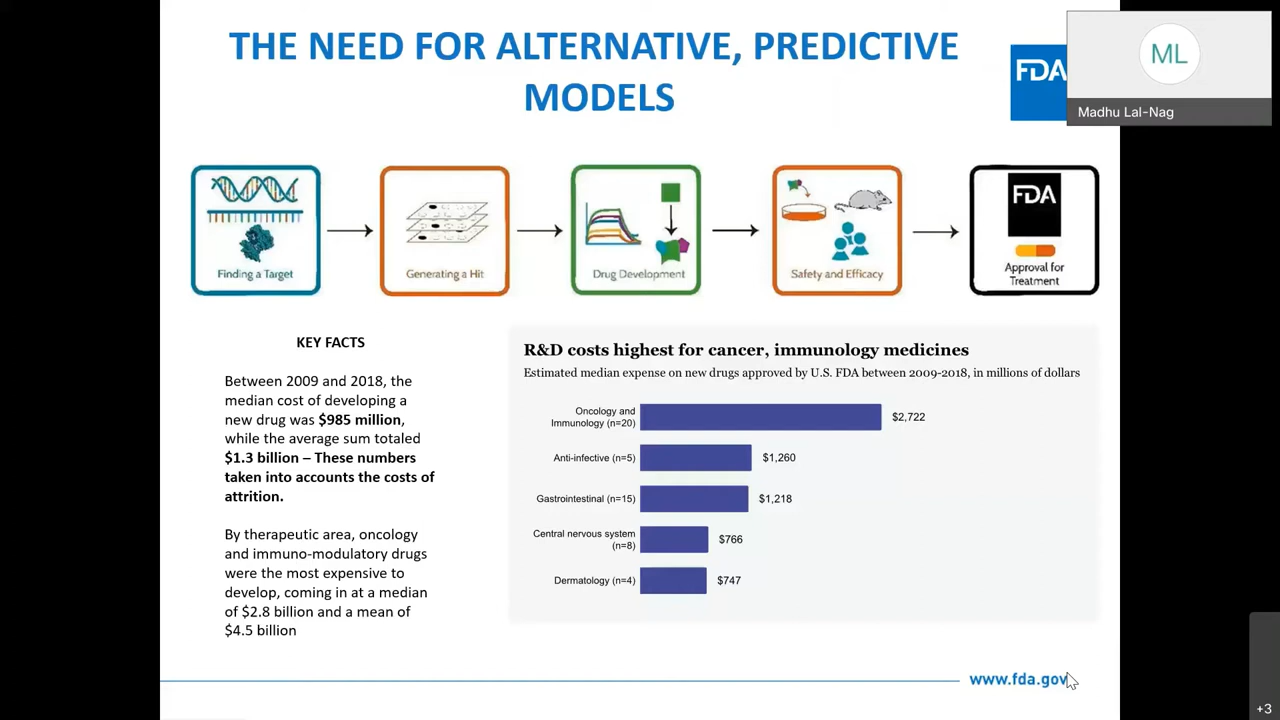 THE NEED FOR ALTERNATIVE, PREDICTIVE
MODELS
FDA
ML
Madhu Lal-Nag
Finding a Target
Generating a Hit
Drug Development
Safety and Efficacy
FDA
Approval for
Treatment
KEY FACTS
Between 2009 and 2018, the
median cost of developing a
new drug was $985 million,
while the average sum totaled
$1.3 billion – These numbers
taken into accounts the costs of
attrition.
By therapeutic area, oncology
and immuno-modulatory drugs
were the most expensive to
develop, coming in at a median
of $2.8 billion and a mean of
$4.5 billion
R&D costs highest for cancer, immunology medicines
Estimated median expense on new drugs approved by U.S. FDA between 2009-2018, in millions of dollars
Oncology and
Immunology (n=20)
$2,722
Anti-infective (n=5)
$1,260
Gastrointestinal (n=15)
$1,218
Central nervous system
(n=8)
$766
Dermatology (n=4)
$747
www.fda.gov
+3